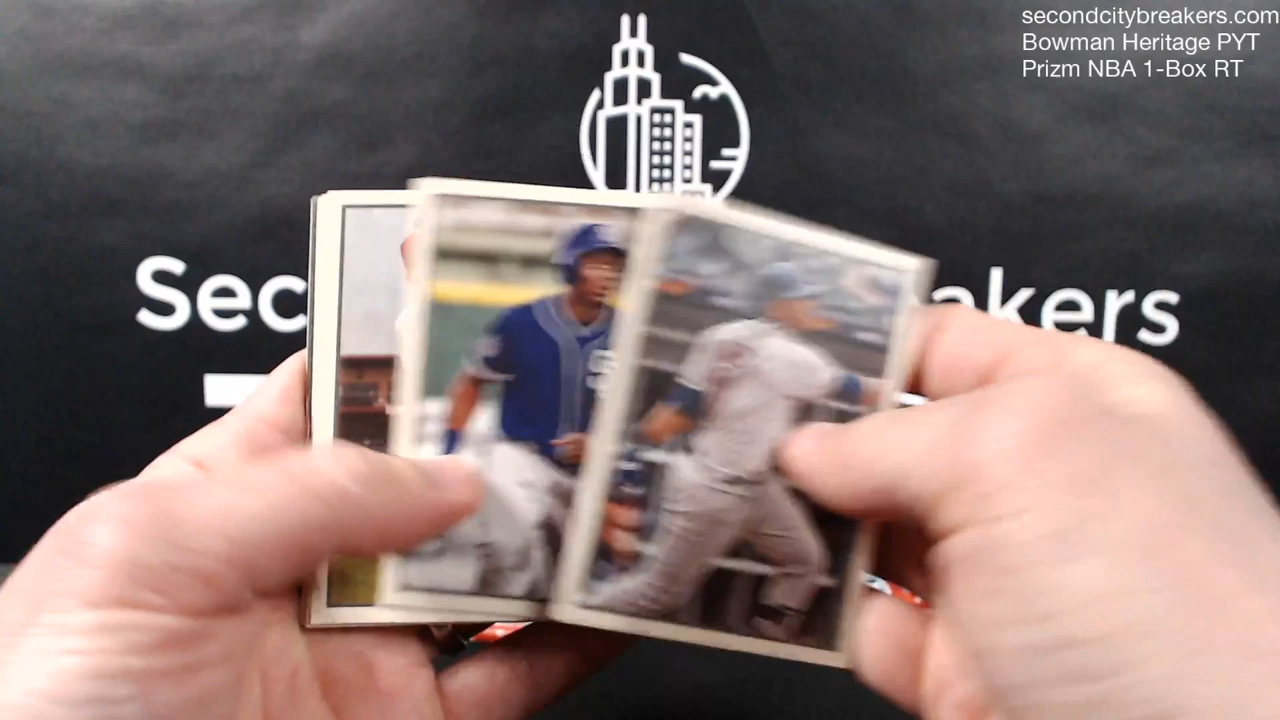 secondcitybreakers.com
Bowman Heritage PYT
Prizm NBA 1-Box RT
Sec akers